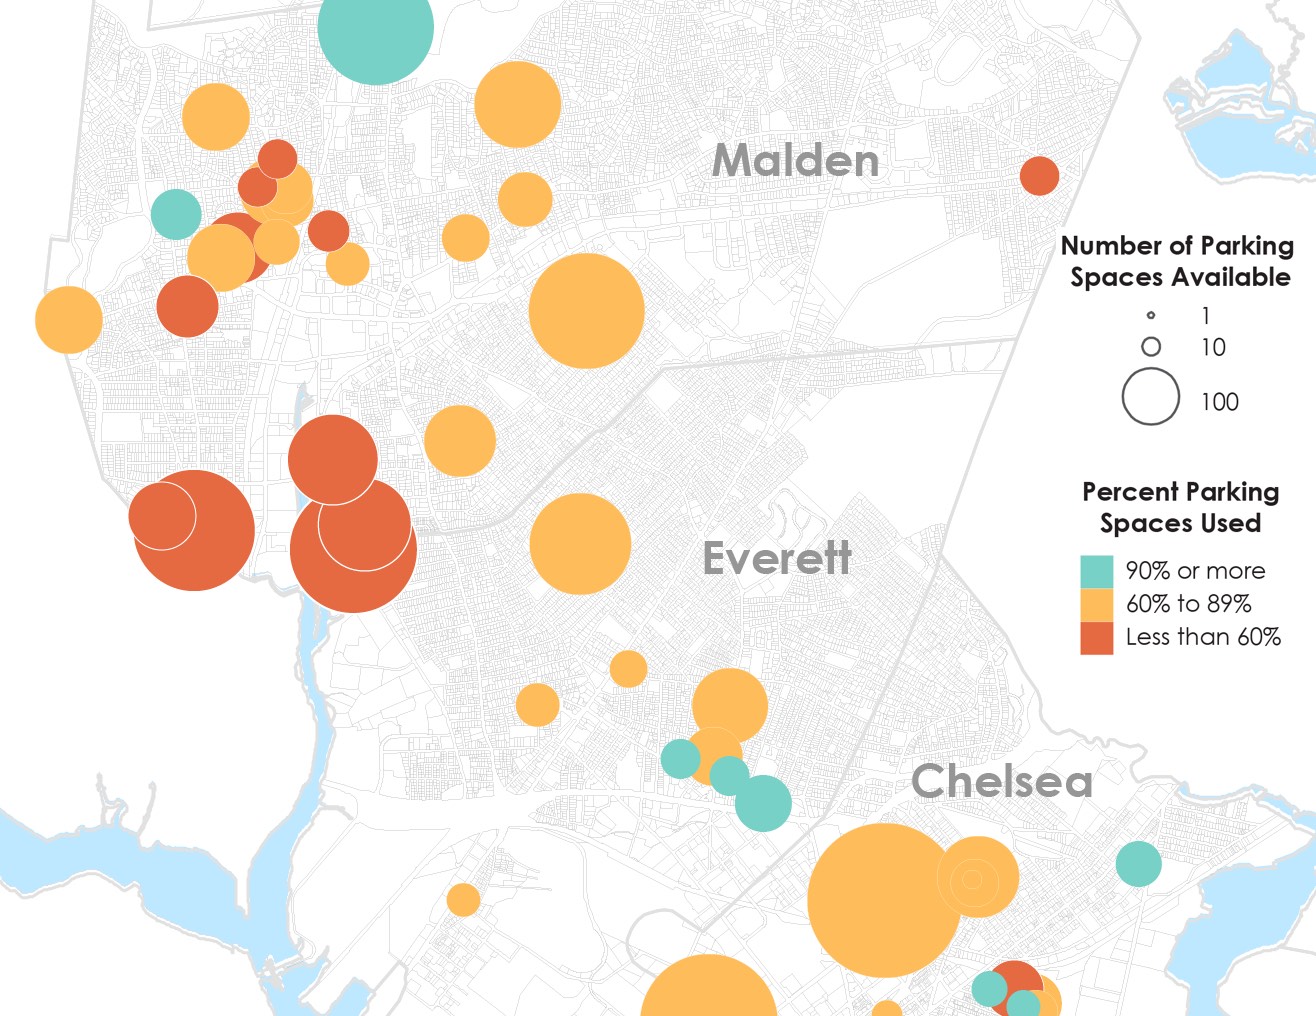 Malden
Number of Parking
Spaces Available
1
10
100
Percent Parking
Spaces Used
Everett
90% or more
60% to 89%
Less than 60%
Chelsea